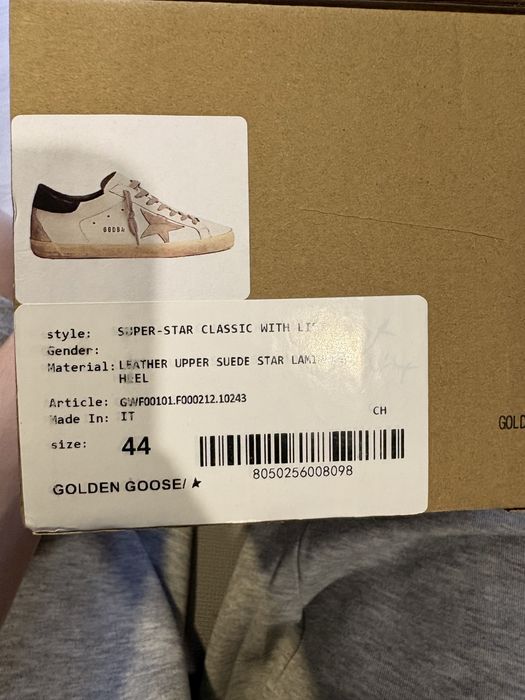 style: SUPER-STAR CLASSIC WITH
Gender:
Material: LEATHER UPPER SUEDE STAR
HEEL
Article: GWF00101.F000212.10243
Made In: IT
CH
size: 44
8050256008098
GOLDEN GOOSE/★
GOLD